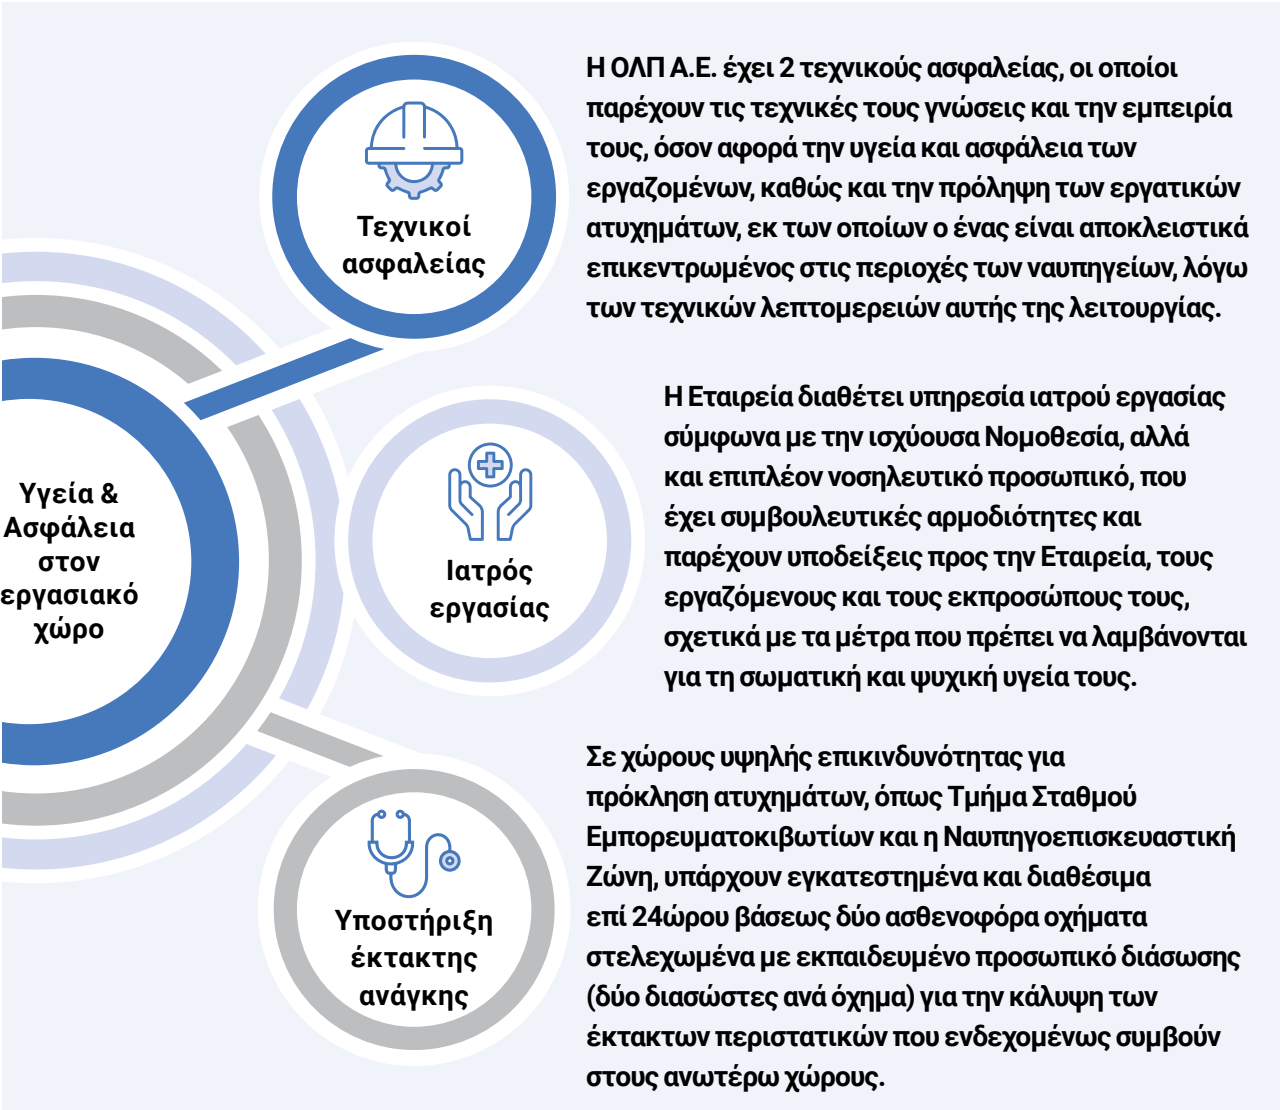 Υγεία &
Ασφάλεια
στον
εργασιακό
χώρο
Τεχνικοί
ασφαλείας
Η ΟΛΠ Α.Ε. έχει 2 τεχνικούς ασφαλείας, οι οποίοι
παρέχουν τις τεχνικές τους γνώσεις και την εμπειρία
τους, όσον αφορά την υγεία και ασφάλεια των
εργαζομένων, καθώς και την πρόληψη των εργατικών
ατυχημάτων, εκ των οποίων ο ένας είναι αποκλειστικά
επικεντρωμένος στις περιοχές των ναυπηγείων, λόγω
των τεχνικών λεπτομερειών αυτής της λειτουργίας.
Ιατρός
εργασίας
Η Εταιρεία διαθέτει υπηρεσία ιατρού εργασίας
σύμφωνα με την ισχύουσα Νομοθεσία, αλλά
και επιπλέον νοσηλευτικό προσωπικό, που
έχει συμβουλευτικές αρμοδιότητες και
παρέχουν υποδείξεις προς την Εταιρεία, τους
εργαζόμενους και τους εκπροσώπους τους,
σχετικά με τα μέτρα που πρέπει να λαμβάνονται
για τη σωματική και ψυχική υγεία τους.
Υποστήριξη
έκτακτης
ανάγκης
Σε χώρους υψηλής επικινδυνότητας για
πρόκληση ατυχημάτων, όπως Τμήμα Σταθμού
Εμπορευματοκιβωτίων και η Ναυπηγοεπισκευαστική
Ζώνη, υπάρχουν εγκατεστημένα και διαθέσιμα
επί 24ώρου βάσεως δύο ασθενοφόρα οχήματα
στελεχωμένα με εκπαιδευμένο προσωπικό διάσωσης
(δύο διασώστες ανά όχημα) για την κάλυψη των
έκτακτων περιστατικών που ενδεχομένως συμβούν
στους ανωτέρω χώρους.